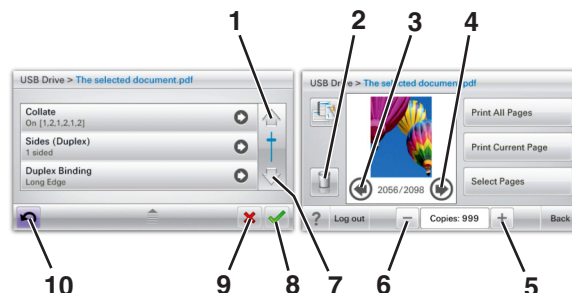 1
2
3
4
USB Drive > The selected document.pdf
Collate
On [1,2,1,2,1,2]
Sides (Duplex)
1 sided
Duplex Binding
Long Edge
USB Drive > The selected document.pdf
Print All Pages
Print Current Page
Select Pages
2056/2098
? Log out
Copies: 999
Back
10
9
8
7
6
5